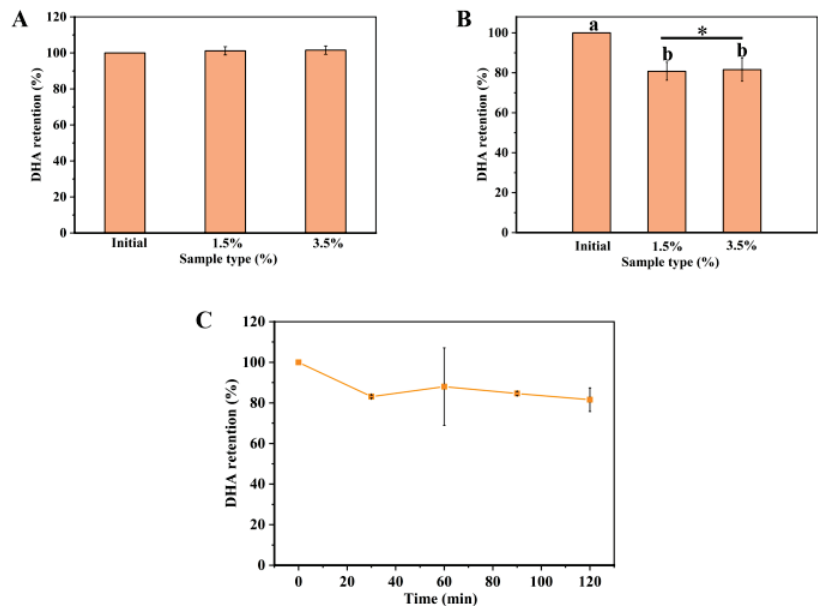 A
120
100
80
60
40
20
0
DHA retention (%)
Initial 1.5% 3.5%
Sample type (%)
B
100
80
60
40
20
0
DHA retention (%)
a
b
*
b
Initial 1.5% 3.5%
Sample type (%)
C
120
100
80
60
40
20
0
DHA retention (%)
0 20 40 60 80 100 120
Time (min)